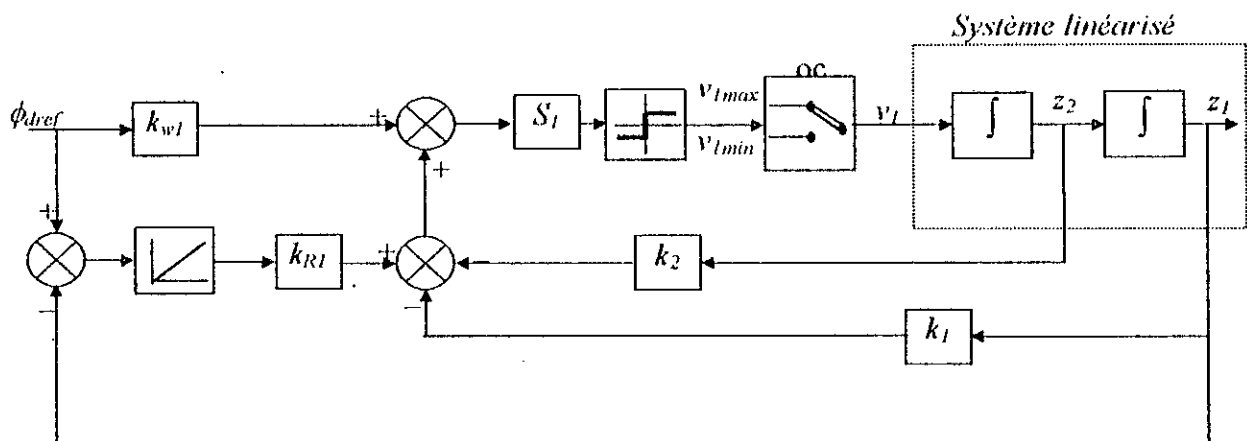 Système linéarisé
oc
ϕdref
kw1
S1
v1max
v1min
v1
∫
z2
∫
z1
+
+
+
kR1
+
k2
−
−
k1